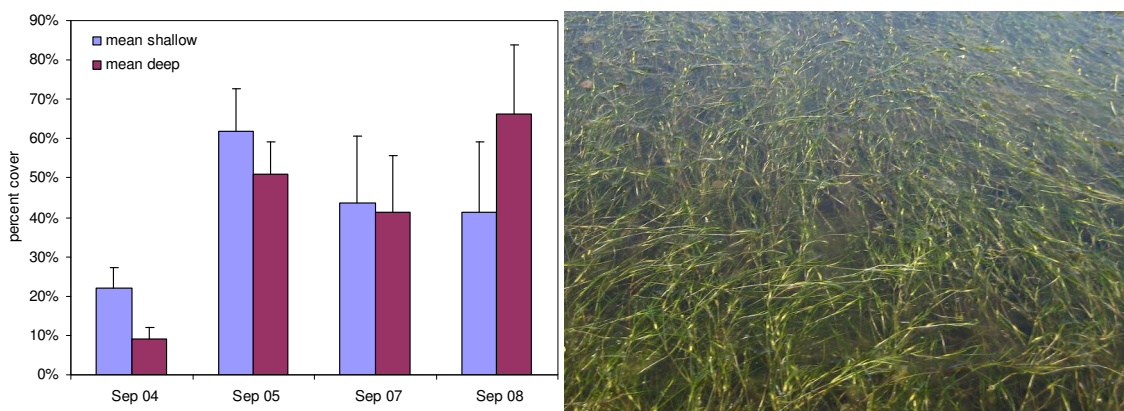 90%
80%
70%
60%
50%
40%
30%
20%
10%
0%
percent cover
mean shallow
mean deep
Sep 04
Sep 05
Sep 07
Sep 08